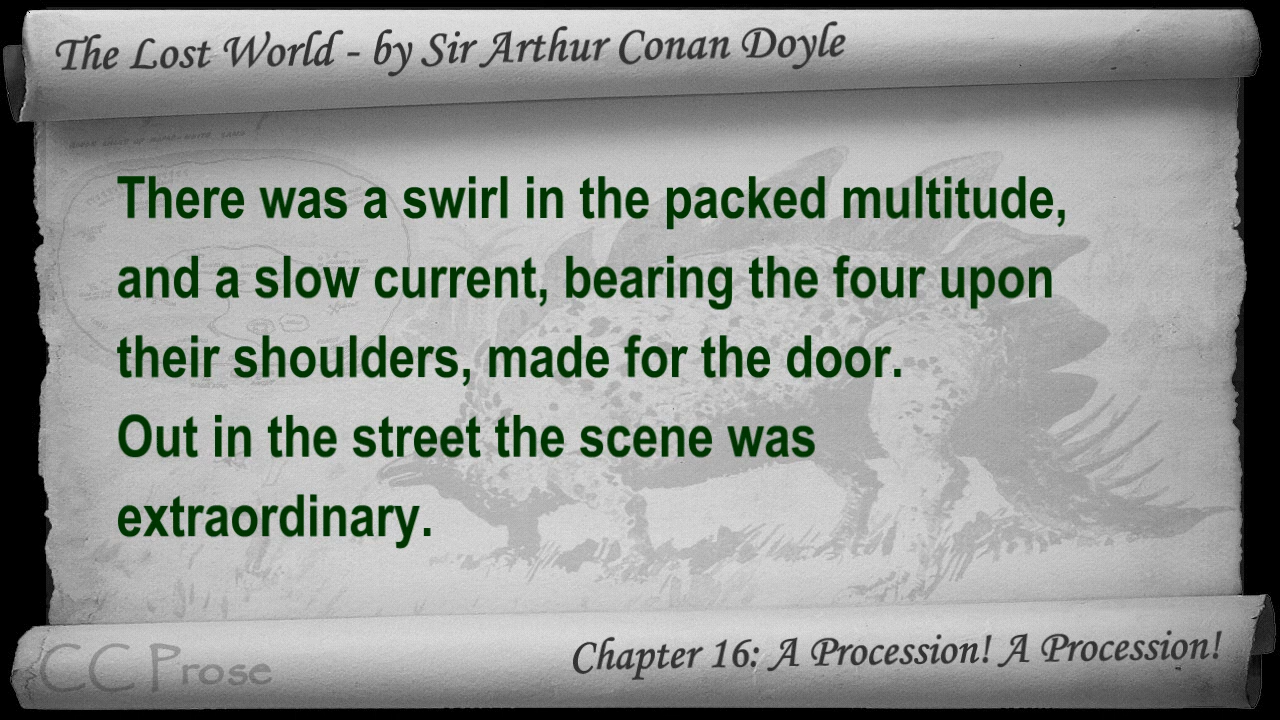 The Lost World - by Sir Arthur Conan Doyle
There was a swirl in the packed multitude,
and a slow current, bearing the four upon
their shoulders, made for the door.
Out in the street the scene was
extraordinary.
CC Prose
Chapter 16: A Procession! A Procession!